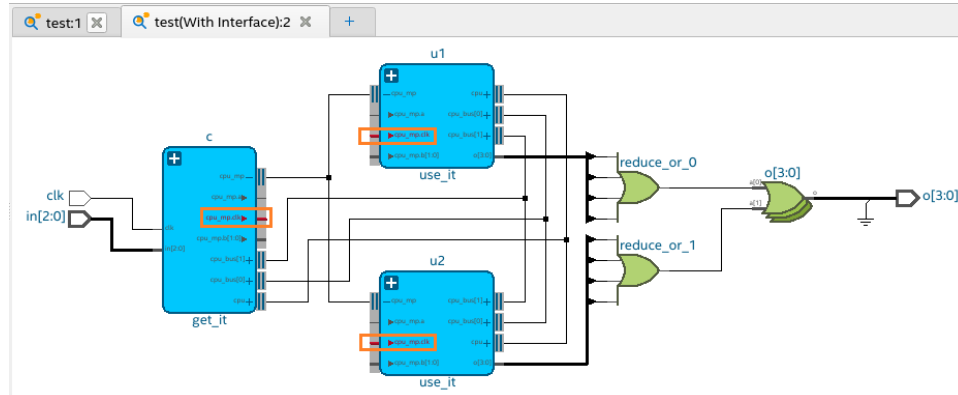 test:1
test(With Interface):2
+
u1
cpu_mp
cpu
cpu_mp.a
cpu_bus[0]
cpu_mp.clk
cpu_bus[1]
cpu_mp.b[1:0]
o[3:0]
use_it
c
cpu_mp
cpu_mp.a
cpu_mp.clk
clk
cpu_mp.b[1:0]
in[2:0]
cpu_bus[1]
cpu_bus[0]
cpu
get_it
clk
in[2:0]
reduce_or_0
o[3:0]
a[0]
o
a[1]
o[3:0]
reduce_or_1
u2
cpu_mp
cpu_bus[1]
cpu_mp.a
cpu_bus[0]
cpu_mp.clk
cpu
cpu_mp.b[1:0]
o[3:0]
use_it